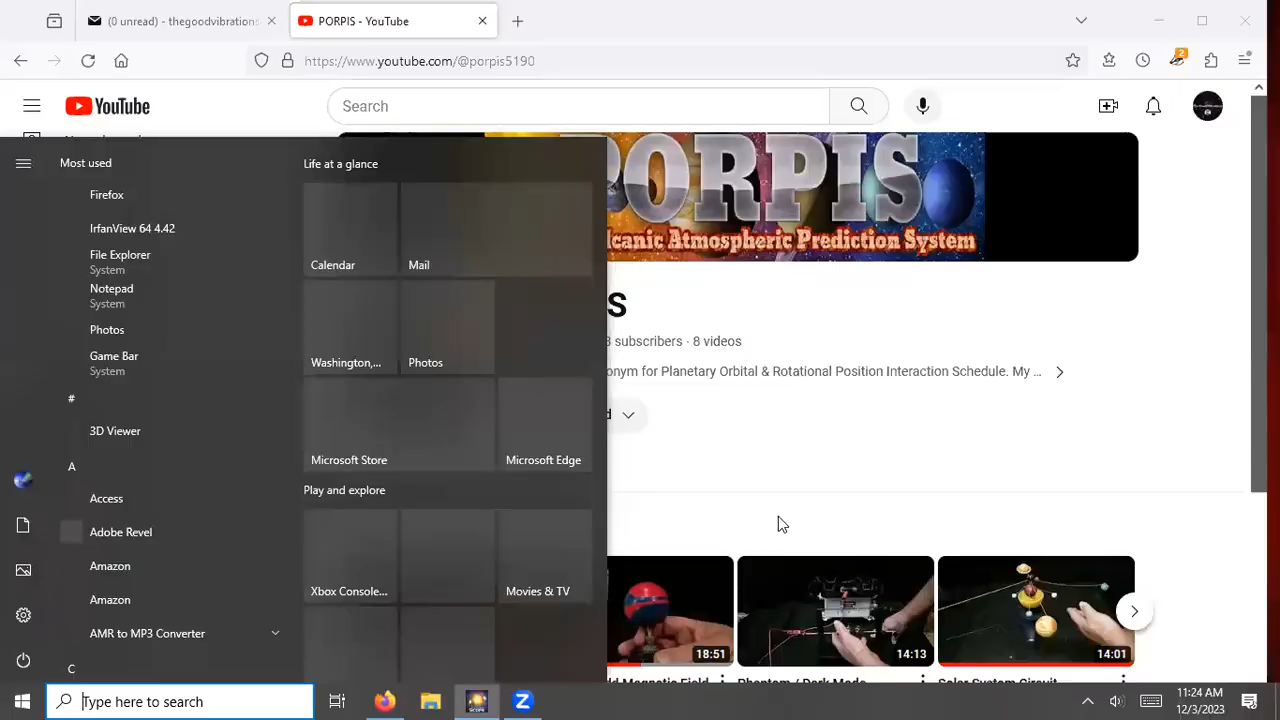 (0 unread) - thegoodvibrations
PORPIS - YouTube
https://www.youtube.com/@porpis5190
2
YouTube
Search
PORPIS
lcanic Atmospheric Prediction System
S
subscribers · 8 videos
onym for Planetary Orbital & Rotational Position Interaction Schedule. My ...
d
18:51
14:13
14:01
d Magnetic Field
Phantom / Dark Mode
Solar System Circuit
Most used
Firefox
IrfanView 64 4.42
File Explorer
System
Notepad
System
Photos
Game Bar
System
#
3D Viewer
A
Access
Adobe Revel
Amazon
Amazon
AMR to MP3 Converter
C
Life at a glance
Calendar
Mail
Washington,...
Photos
Microsoft Store
Microsoft Edge
Play and explore
Xbox Console...
Movies & TV
Type here to search
SCOPE
11:24 AM
12/3/2023